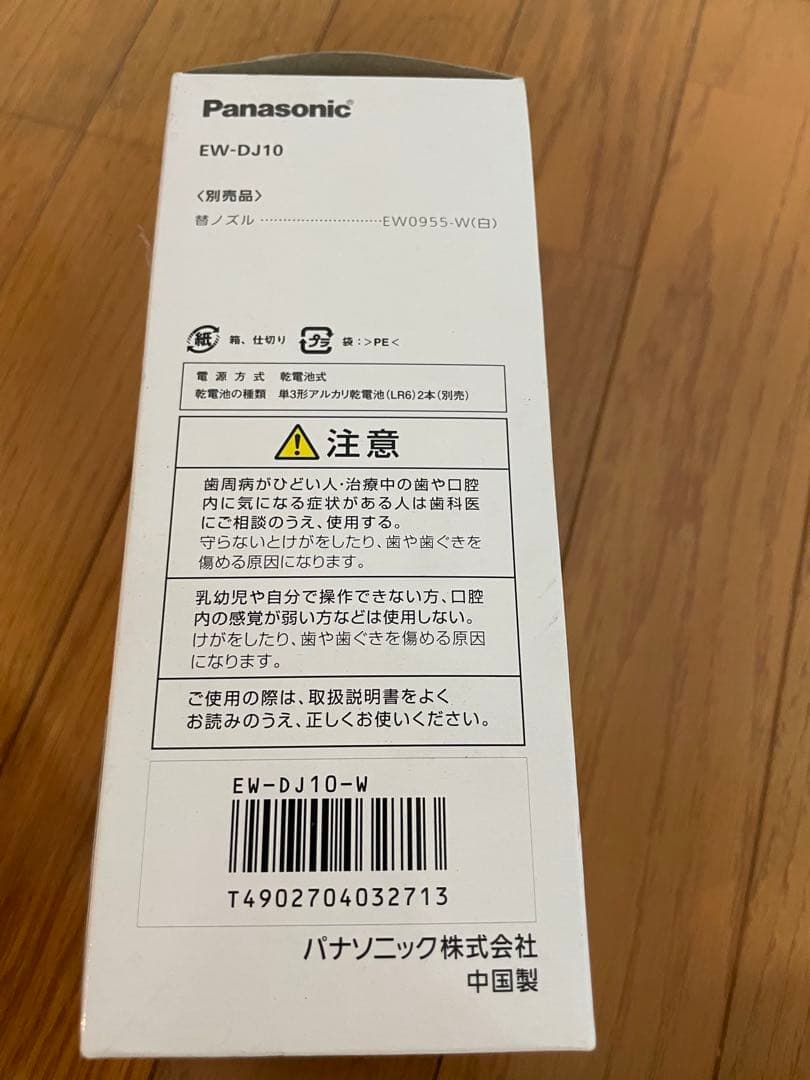 Panasonic®
EW-DJ10
〈別売品〉
替ノズル ････････････････････････EW0955-W(白)
紙 箱、仕切り プラ 袋:>PE<
電源方式 乾電池式
乾電池の種類 単3形アルカリ乾電池(LR6)2本(別売)
注意
歯周病がひどい人・治療中の歯や口腔
内に気になる症状がある人は歯科医
にご相談のうえ、使用する。
守らないとけがをしたり、歯や歯ぐきを
傷める原因になります。
乳幼児や自分で操作できない方、口腔
内の感覚が弱い方などは使用しない。
けがをしたり、歯や歯ぐきを傷める原因
になります。
ご使用の際は、取扱説明書をよく
お読みのうえ、正しくお使いください。
EW-DJ10-W
T4902704032713
パナソニック株式会社
中国製